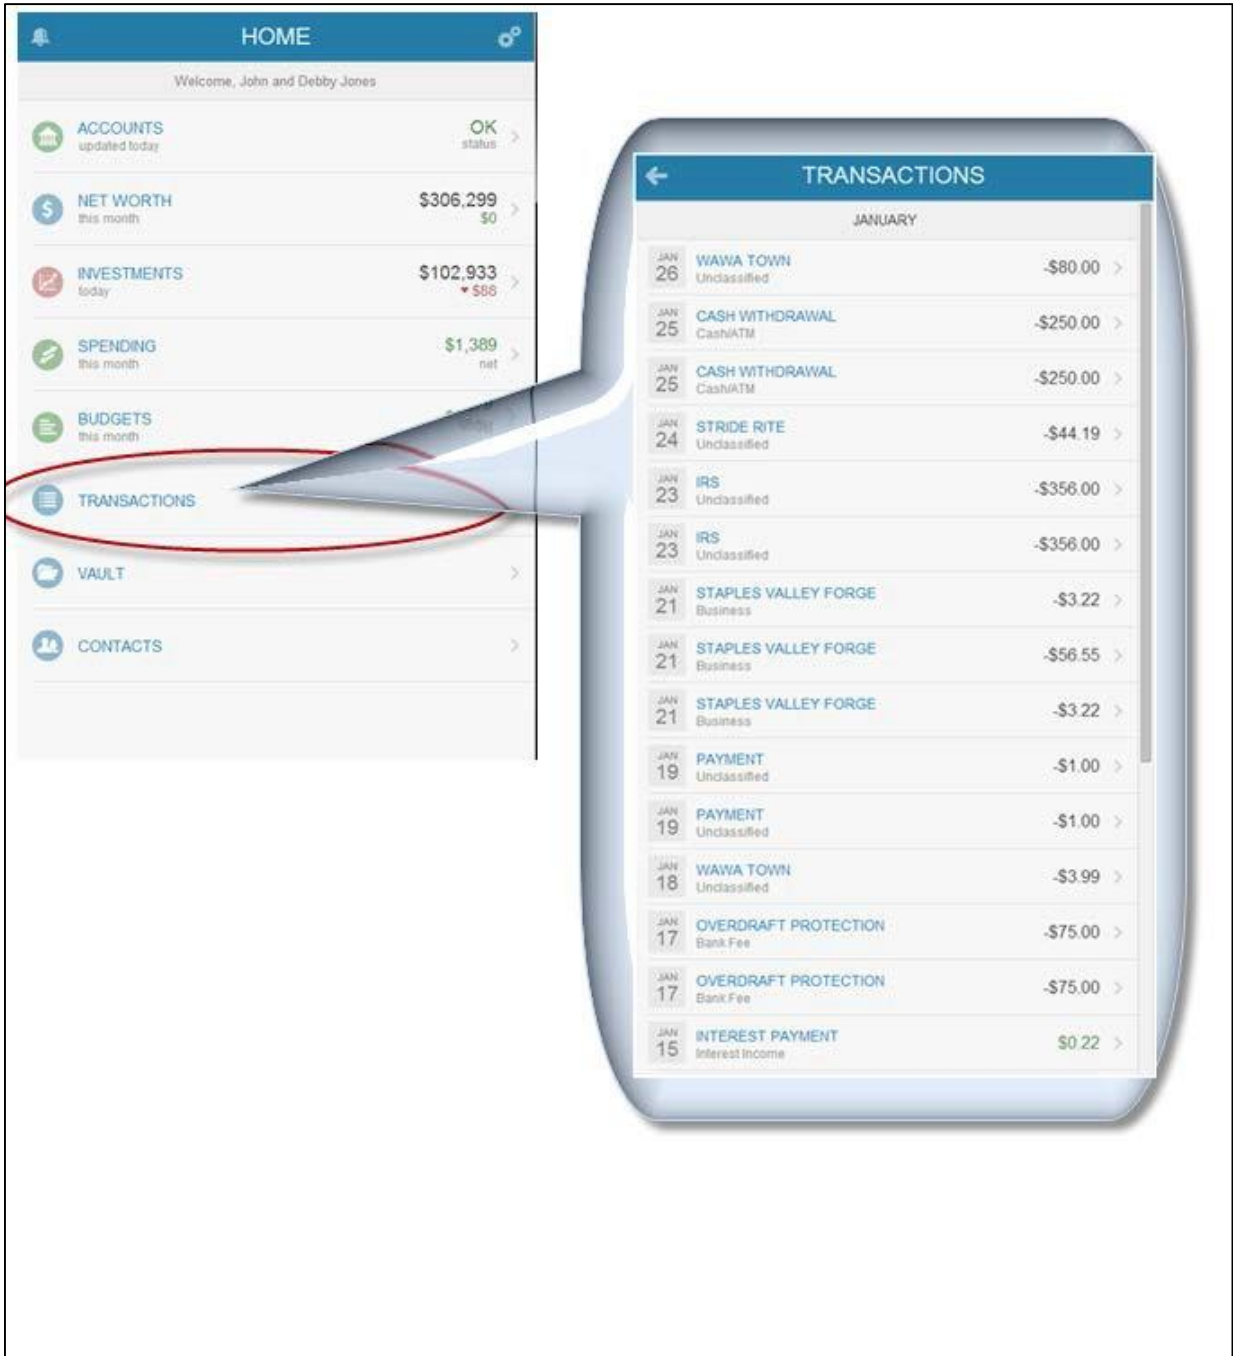 HOME
Welcome, John and Debby Jones
ACCOUNTS
updated today
OK
status
NET WORTH
this month
$306,299
$0
INVESTMENTS
today
$102,933
▼ $88
SPENDING
this month
$1,389
net
BUDGETS
this month
TRANSACTIONS
VAULT
CONTACTS
TRANSACTIONS
JANUARY
JAN
26
WAWA TOWN
Unclassified
-$80.00
JAN
25
CASH WITHDRAWAL
Cash/ATM
-$250.00
JAN
25
CASH WITHDRAWAL
Cash/ATM
-$250.00
JAN
24
STRIDE RITE
Unclassified
-$44.19
JAN
23
IRS
Unclassified
-$356.00
JAN
23
IRS
Unclassified
-$356.00
JAN
21
STAPLES VALLEY FORGE
Business
-$3.22
JAN
21
STAPLES VALLEY FORGE
Business
-$56.55
JAN
21
STAPLES VALLEY FORGE
Business
-$3.22
JAN
19
PAYMENT
Unclassified
-$1.00
JAN
19
PAYMENT
Unclassified
-$1.00
JAN
18
WAWA TOWN
Unclassified
-$3.99
JAN
17
OVERDRAFT PROTECTION
Bank Fee
-$75.00
JAN
17
OVERDRAFT PROTECTION
Bank Fee
-$75.00
JAN
15
INTEREST PAYMENT
Interest Income
$0.22